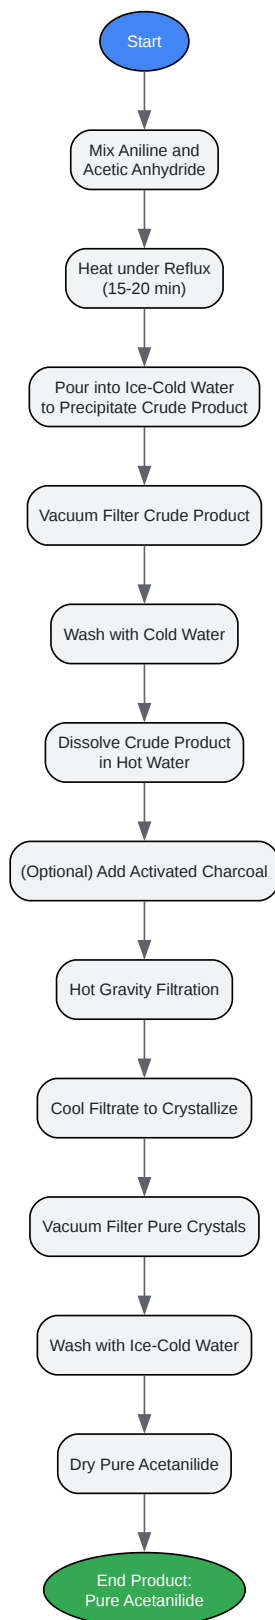 Start
Mix Aniline and
Acetic Anhydride
Heat under Reflux
(15-20 min)
Pour into Ice-Cold Water
to Precipitate Crude Product
Vacuum Filter Crude Product
Wash with Cold Water
Dissolve Crude Product
in Hot Water
(Optional) Add Activated Charcoal
Hot Gravity Filtration
Cool Filtrate to Crystallize
Vacuum Filter Pure Crystals
Wash with Ice-Cold Water
Dry Pure Acetanilide
End Product:
Pure Acetanilide